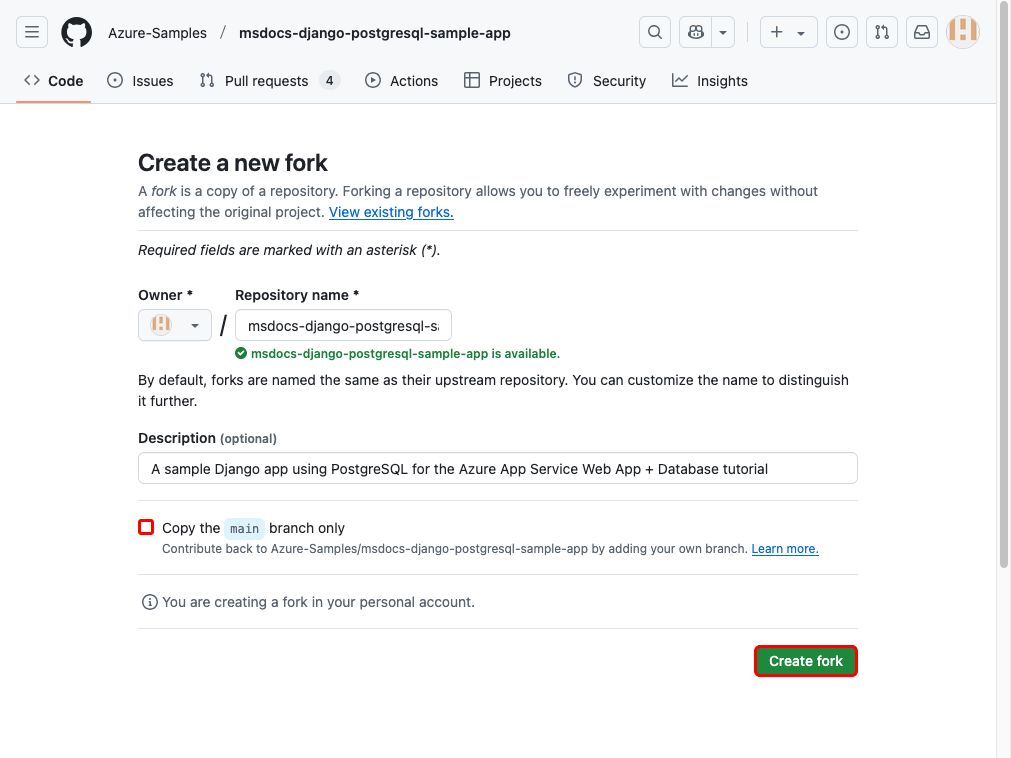 Azure-Samples / msdocs-django-postgresql-sample-app
Code Issues Pull requests 4 Actions Projects Security Insights
Create a new fork
A fork is a copy of a repository. Forking a repository allows you to freely experiment with changes without
affecting the original project. View existing forks.
Required fields are marked with an asterisk (*).
Owner * Repository name *
/ msdocs-django-postgresql-s
msdocs-django-postgresql-sample-app is available.
By default, forks are named the same as their upstream repository. You can customize the name to distinguish
it further.
Description (optional)
A sample Django app using PostgreSQL for the Azure App Service Web App + Database tutorial
Copy the main branch only
Contribute back to Azure-Samples/msdocs-django-postgresql-sample-app by adding your own branch. Learn more.
You are creating a fork in your personal account.
Create fork